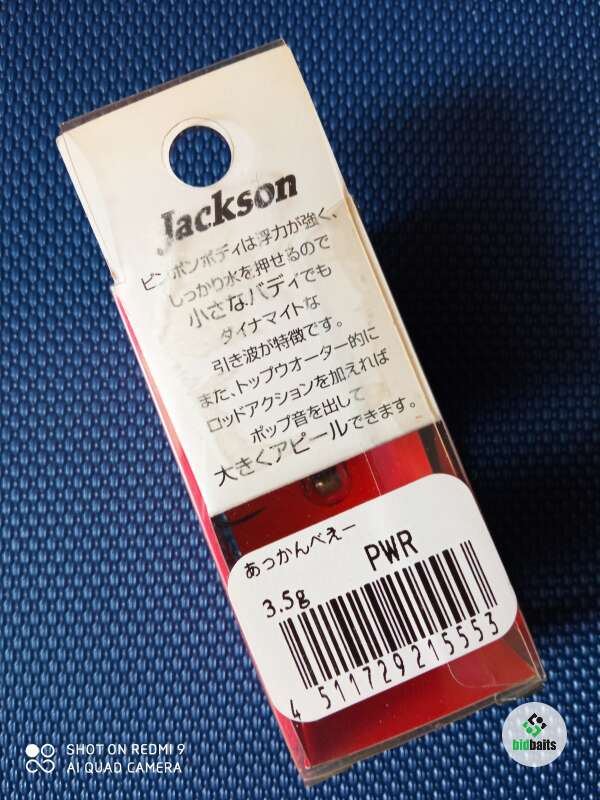 Jackson
ピンポンボディは浮力が強く、
しっかり水を押せるので
小さなバディでも
ダイナマイトな
引き波が特徴です。
また、トップウオーター的に
ロッドアクションを加えれば
ポップ音を出して
大きくアピールできます。
あっかんべえー
PWR
3.5g
4 511729 215553
SHOT ON REDMI 9
AI QUAD CAMERA
bidbaits